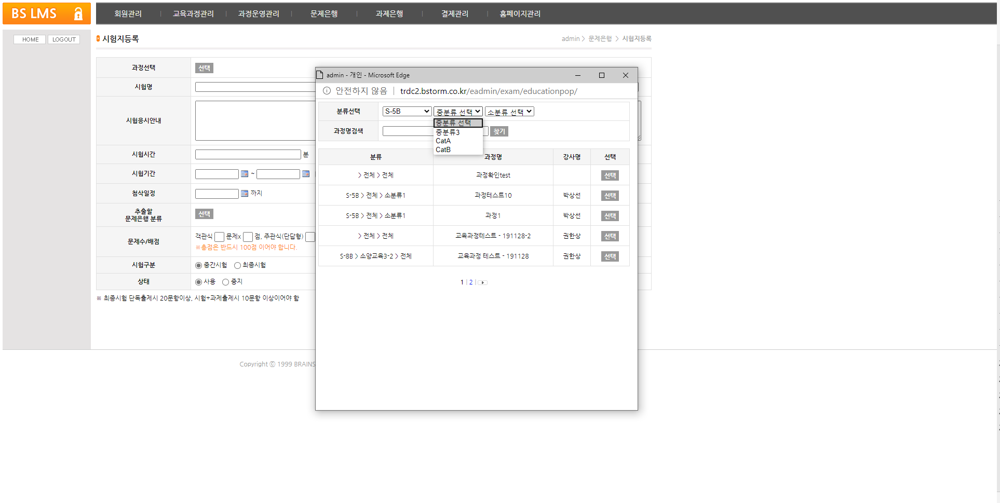 BS LMS
회원관리 | 교육과정관리 | 과정운영관리 | 문제은행 | 과제은행 | 결제관리 | 홈페이지관리
HOME LOGOUT
시험지등록
admin > 문제은행 > 시험지등록
과정선택 선택
시험명
시험응시안내
시험시간 분
시험기간 ~
첨삭일정 까지
추출할
문제은행 분류 선택
문제수/배점 객관식 문제x 점, 주관식(단답형)
※총점은 반드시 100점 이어야 합니다.
시험구분 중간시험 최종시험
상태 사용 중지
※ 최종시험 단독출제시 20문항이상, 시험+과제출제시 10문항 이상이어야 함
Copyright ⓒ 1999 BRAINS
admin - 개인 - Microsoft Edge
안전하지 않음 | trdc2.bstorm.co.kr/eadmin/exam/educationpop/
분류선택 S-5B 중분류 선택 소분류 선택
중분류 선택
중분류3
CatA
CatB
과정명검색 찾기
분류 과정명 강사명 선택
> 전체 > 전체 과정확인test 선택
S-5B > 전체 > 소분류1 과정테스트10 박상선 선택
S-5B > 전체 > 소분류1 과정1 박상선 선택
> 전체 > 전체 교육과정테스트 - 191128-2 권한상 선택
S-8B > 소양교육3-2 > 전체 교육과정 테스트 - 191128 권한상 선택
1 | 2 |